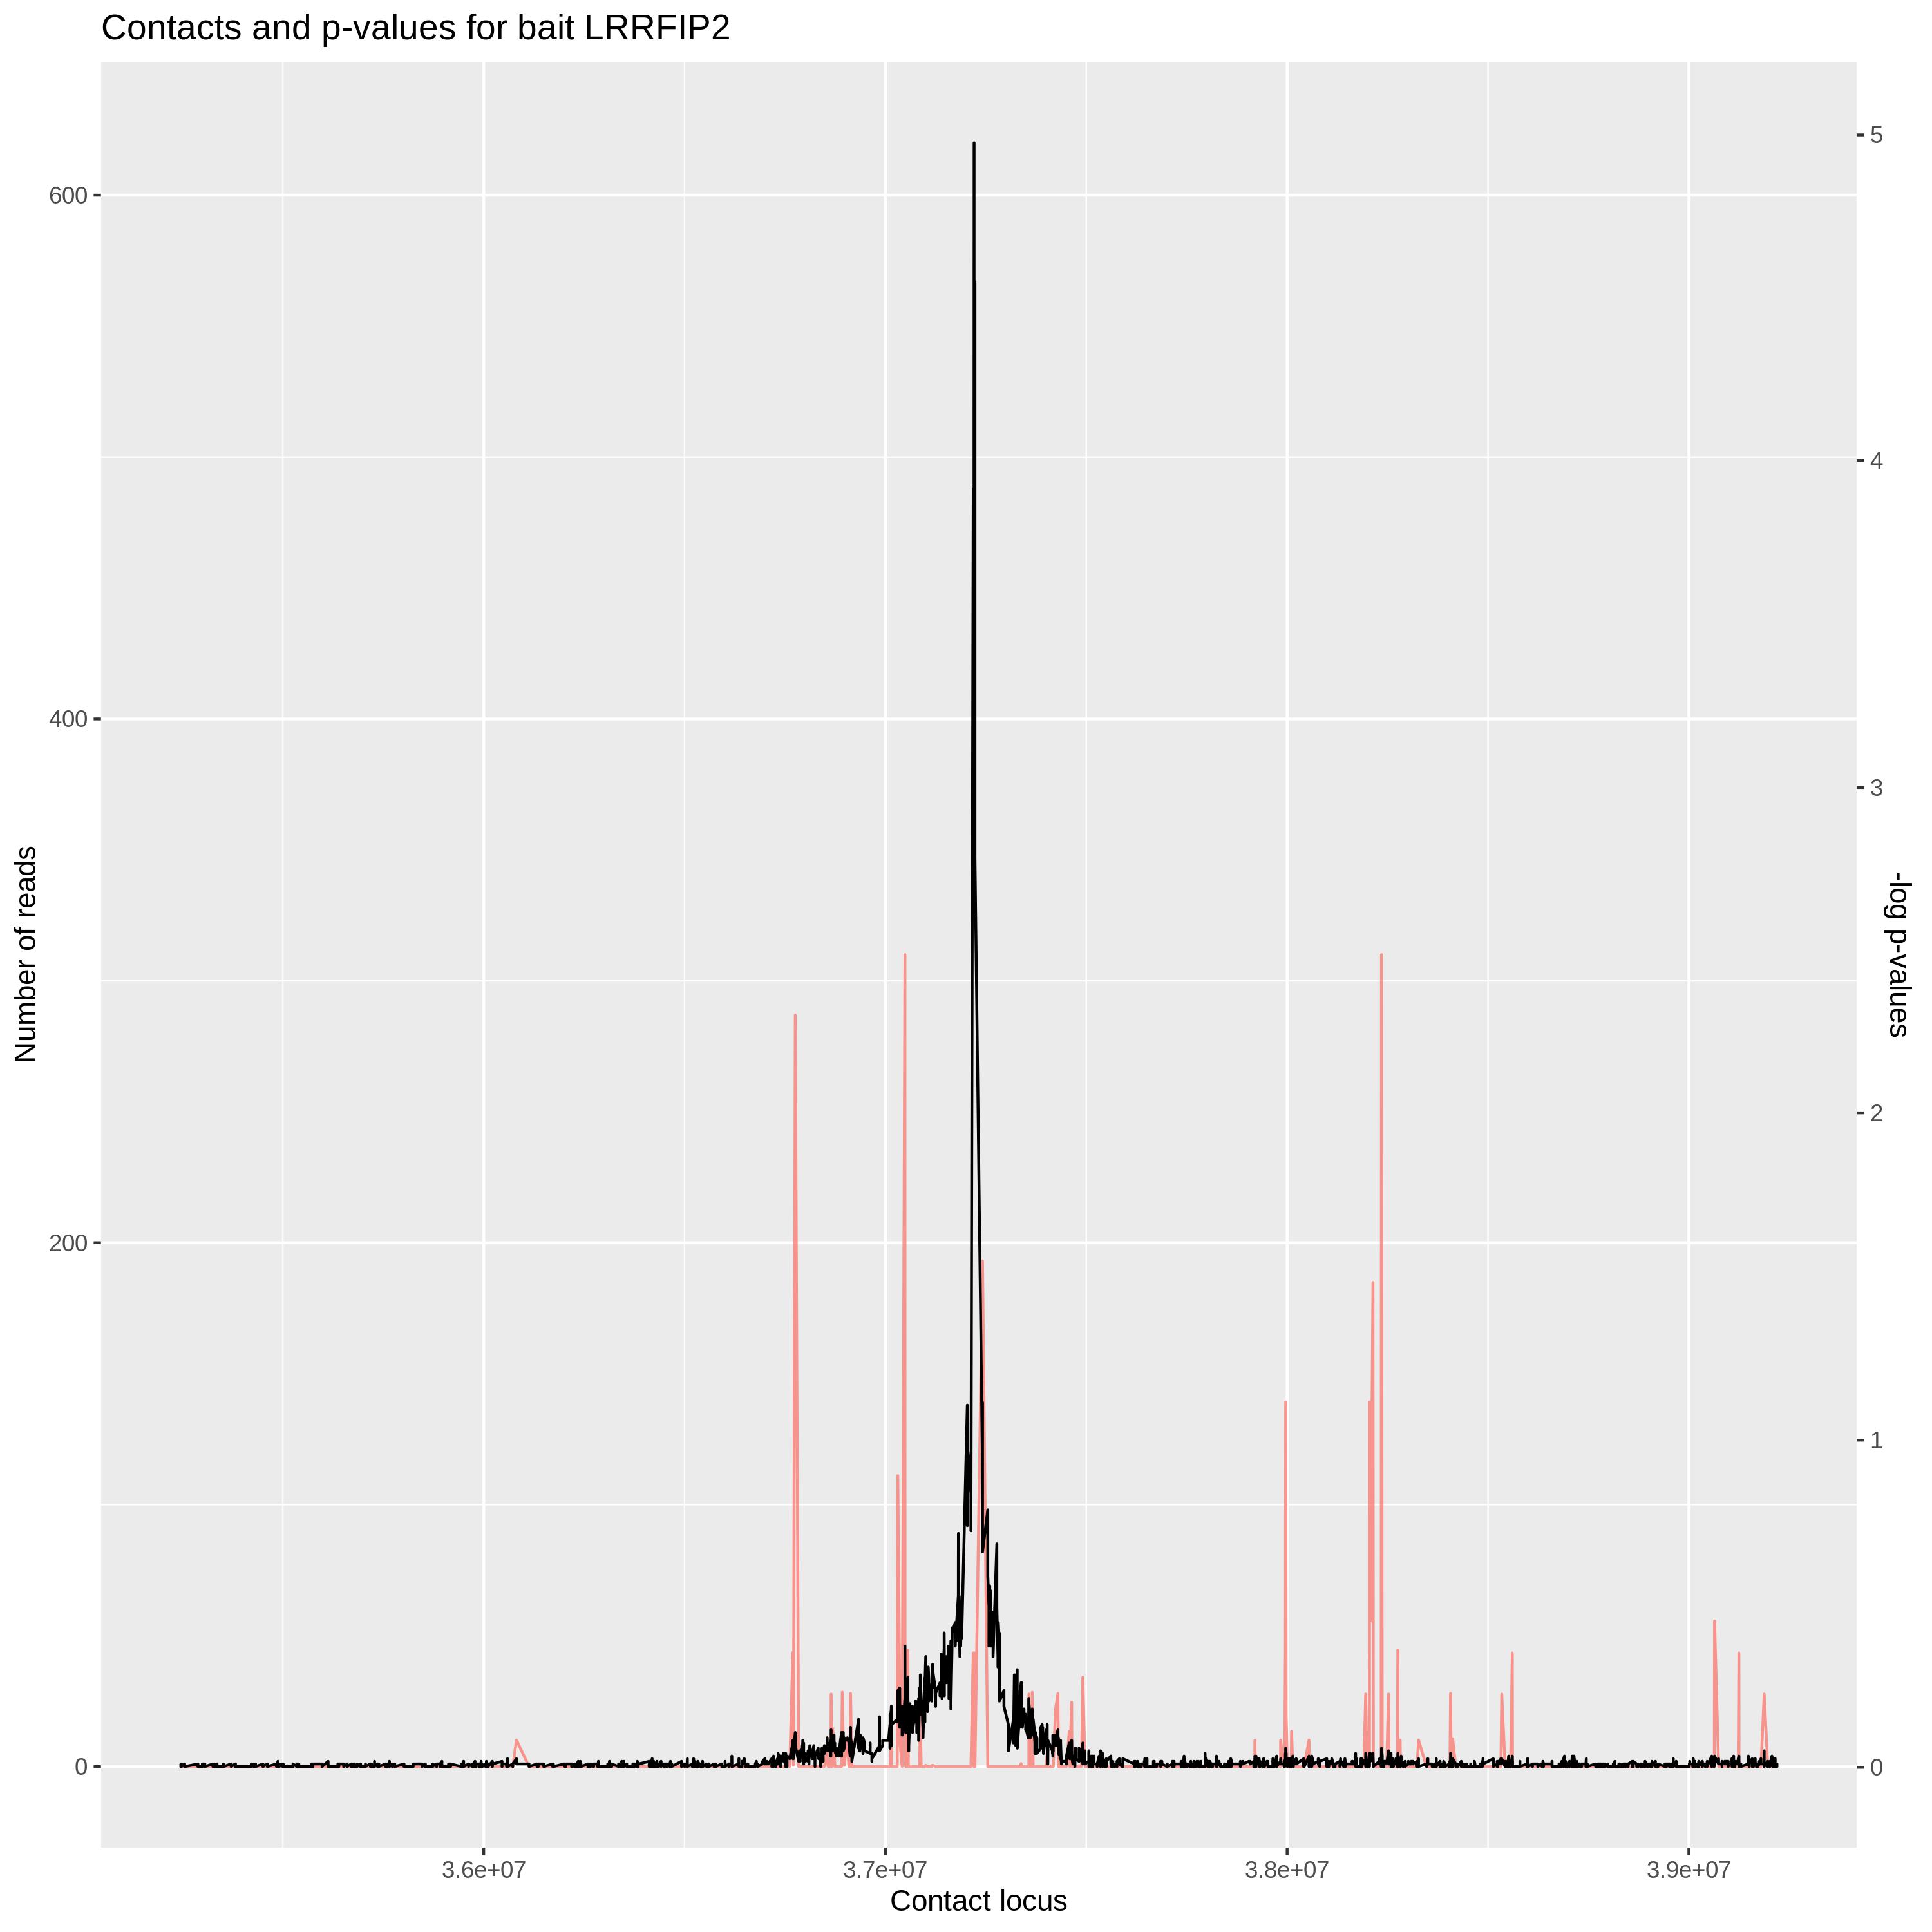 Contacts and p-values for bait LRRFIP2
600
400
200
0
Number of reads
5
4
3
2
1
0
-log p-values
3.6e+07
3.7e+07
3.8e+07
3.9e+07
Contact locus